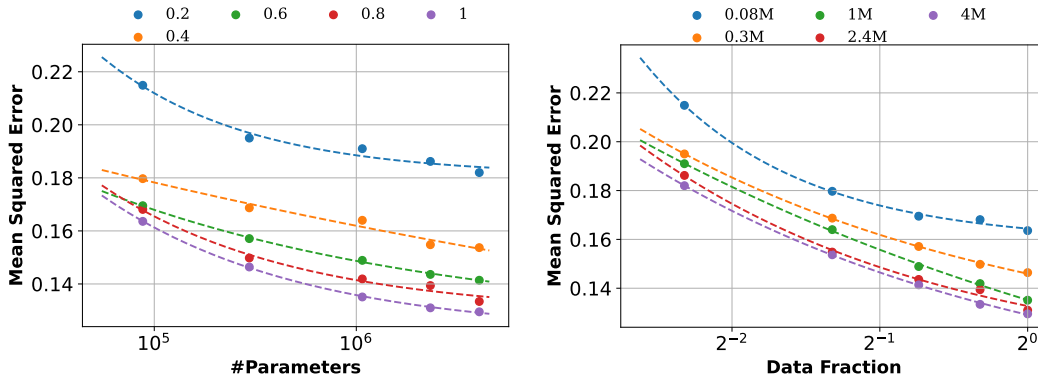 0.2 0.6 0.8 1
0.4
0.22
0.20
0.18
0.16
0.14
Mean Squared Error
10^5 10^6
#Parameters
0.08M 1M 4M
0.3M 2.4M
0.22
0.20
0.18
0.16
0.14
Mean Squared Error
2^-2 2^-1 2^0
Data Fraction